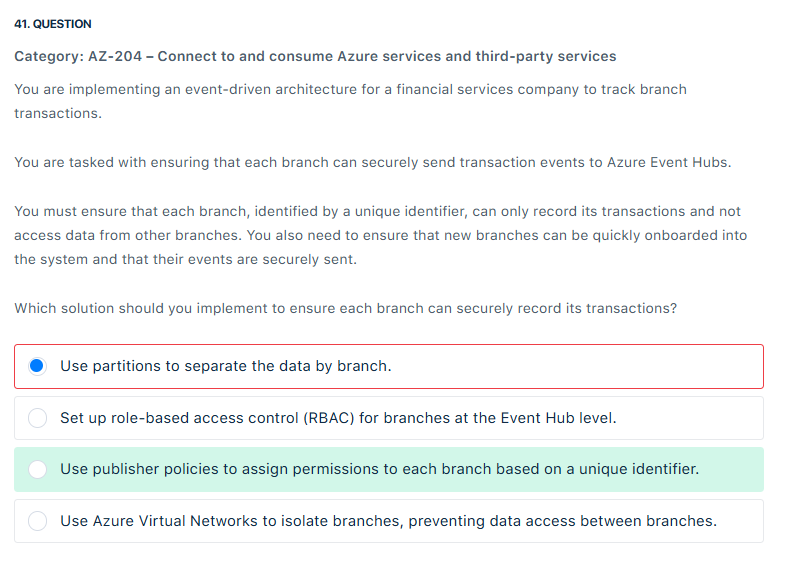 41. QUESTION
Category: AZ-204 – Connect to and consume Azure services and third-party services
You are implementing an event-driven architecture for a financial services company to track branch
transactions.
You are tasked with ensuring that each branch can securely send transaction events to Azure Event Hubs.
You must ensure that each branch, identified by a unique identifier, can only record its transactions and not
access data from other branches. You also need to ensure that new branches can be quickly onboarded into
the system and that their events are securely sent.
Which solution should you implement to ensure each branch can securely record its transactions?
Use partitions to separate the data by branch.
Set up role-based access control (RBAC) for branches at the Event Hub level.
Use publisher policies to assign permissions to each branch based on a unique identifier.
Use Azure Virtual Networks to isolate branches, preventing data access between branches.